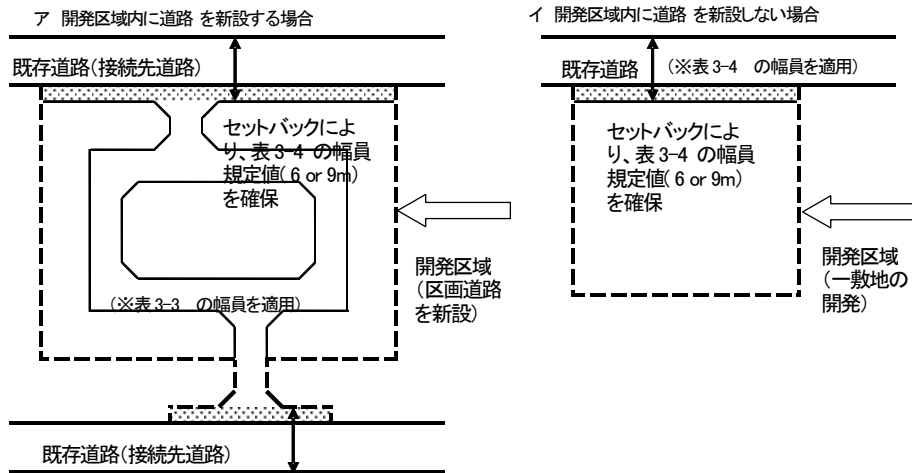 ア 開発区域内に道路 を新設する場合
既存道路(接続先道路)
セットバックによ
り、表3-4 の幅員
規定値( 6 or 9m)
を確保
開発区域
(区画道路
を新設)
(※表3-3 の幅員を適用)
既存道路(接続先道路)
イ 開発区域内に道路 を新設しない場合
既存道路 (※表3-4 の幅員を適用)
セットバックによ
り、表3-4 の幅員
規定値( 6 or 9m)
を確保
開発区域
(一敷地の
開発)